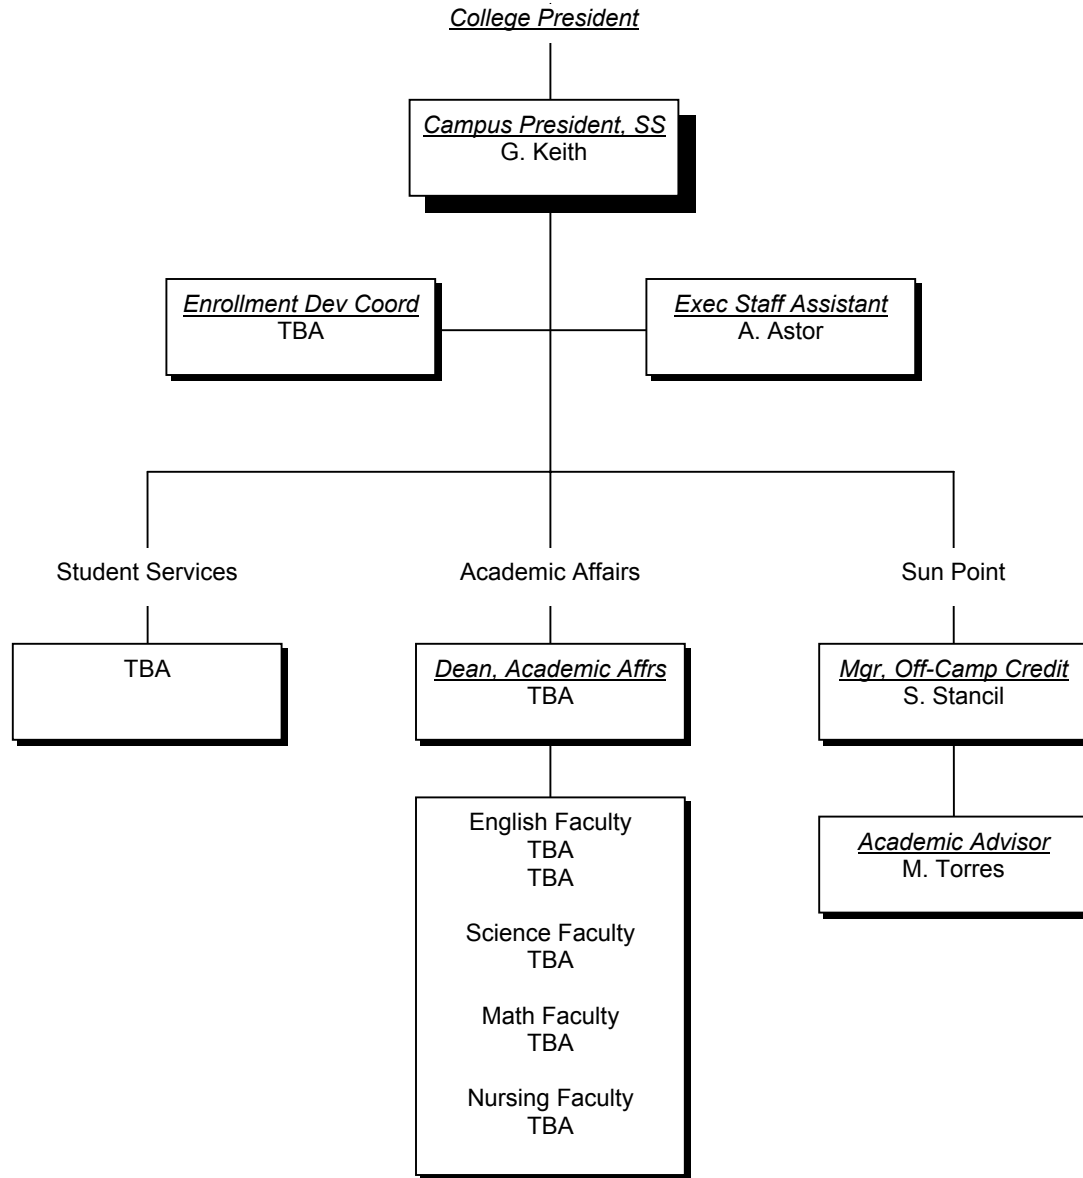 College President
Campus President, SS
G. Keith
Enrollment Dev Coord
TBA
Exec Staff Assistant
A. Astor
Student Services
Academic Affairs
Sun Point
TBA
Dean, Academic Affrs
TBA
Mgr, Off-Camp Credit
S. Stancil
English Faculty
TBA
TBA
Science Faculty
TBA
Math Faculty
TBA
Nursing Faculty
TBA
Academic Advisor
M. Torres